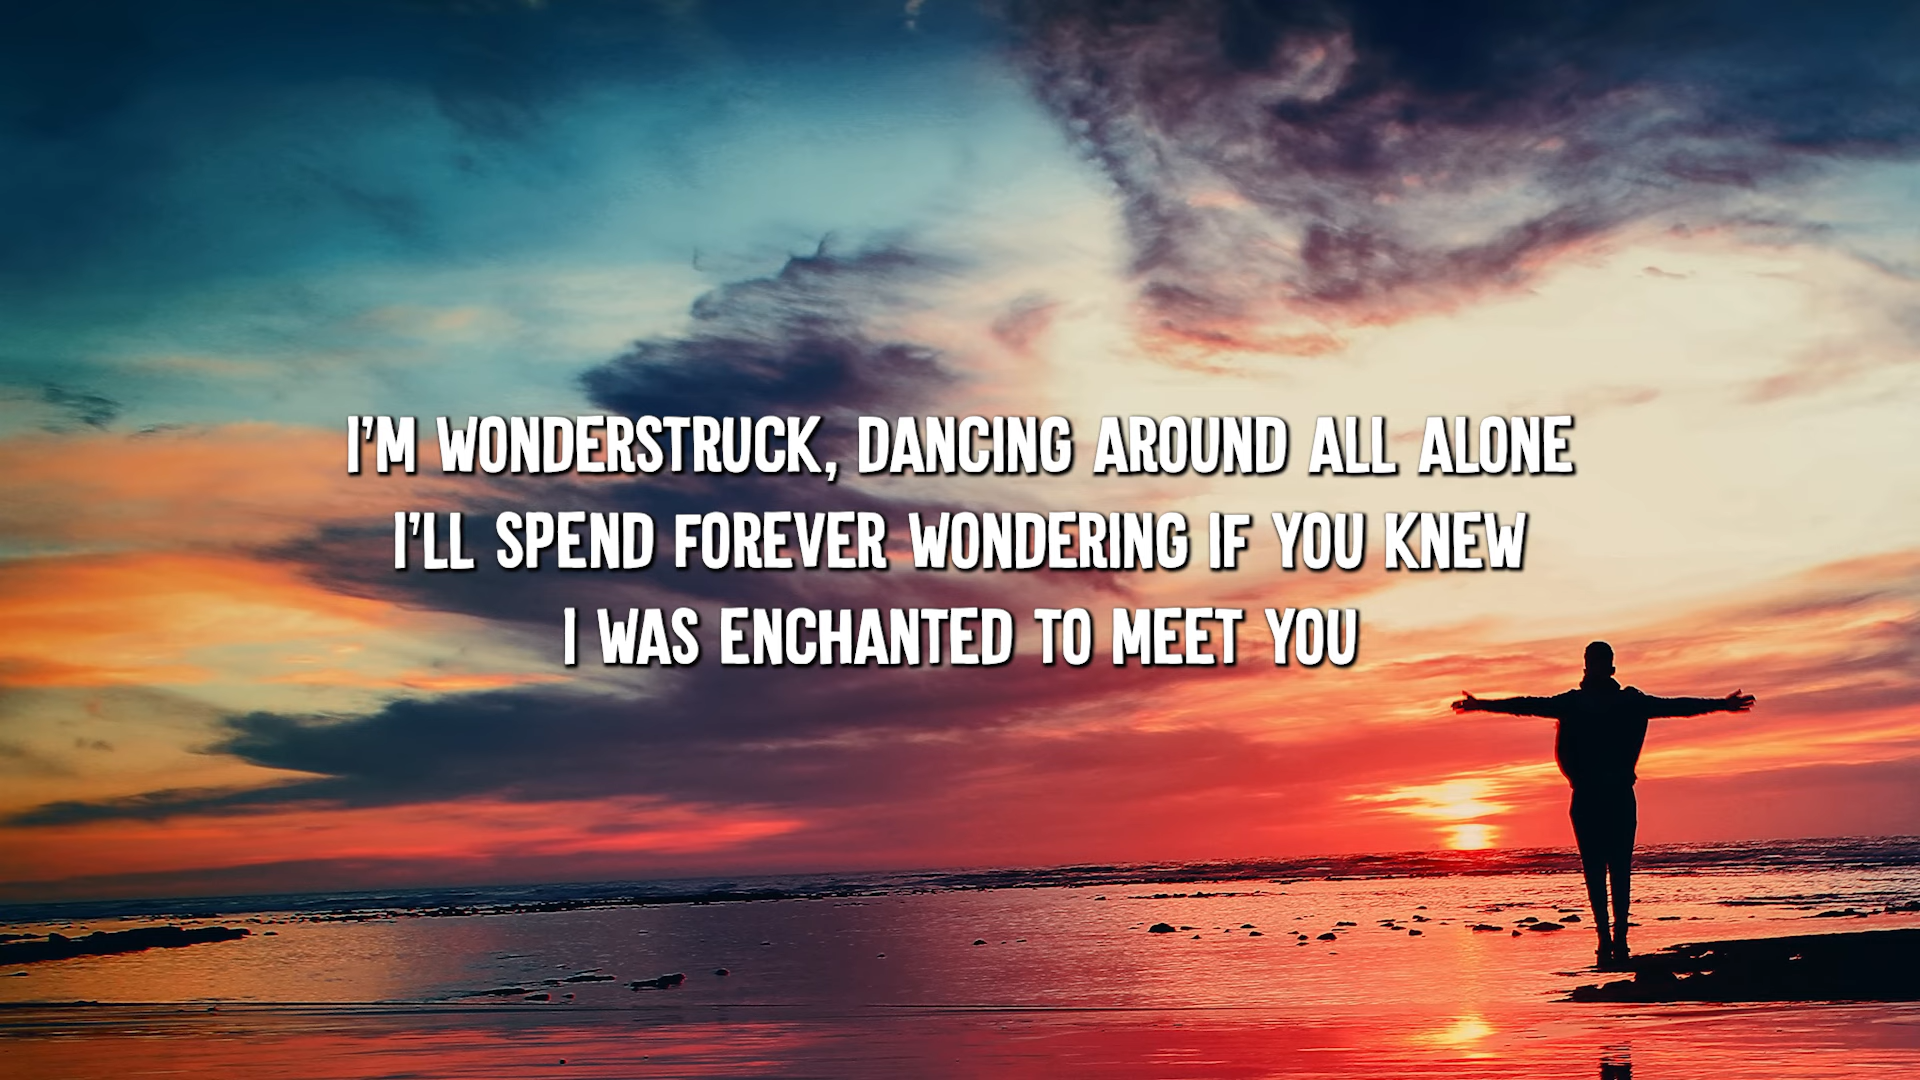 I'M WONDERSTRUCK, DANCING AROUND ALL ALONE
I'LL SPEND FOREVER WONDERING IF YOU KNEW
I WAS ENCHANTED TO MEET YOU